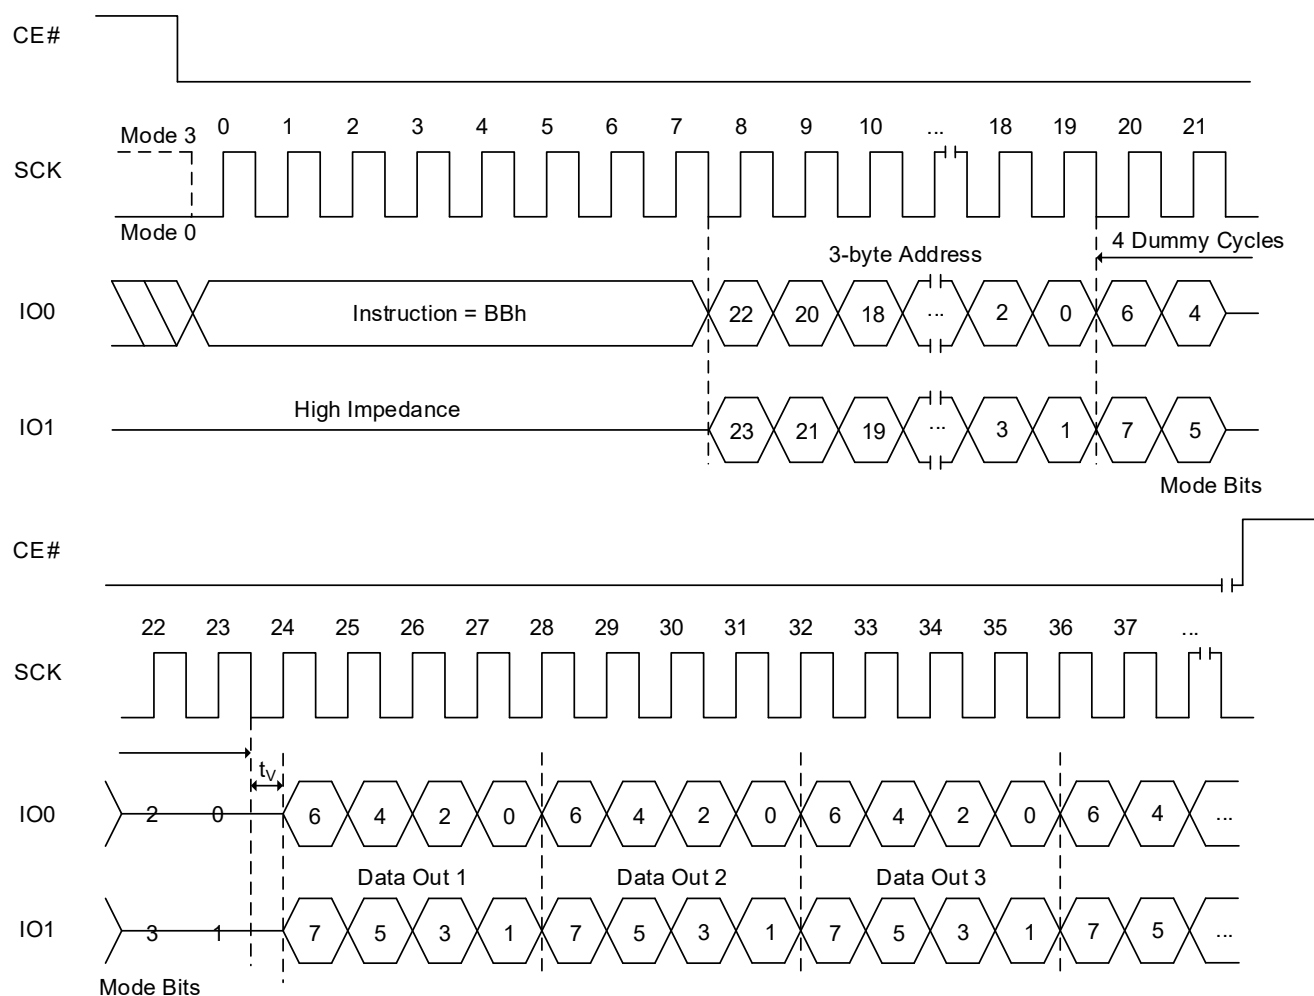 CE#
Mode 3
0 1 2 3 4 5 6 7 8 9 10 ... 18 19 20 21
SCK
Mode 0
3-byte Address
4 Dummy Cycles
IO0
Instruction = BBh
22 20 18 ... 2 0 6 4
IO1
High Impedance
23 21 19 ... 3 1 7 5
Mode Bits
CE#
22 23 24 25 26 27 28 29 30 31 32 33 34 35 36 37 ...
SCK
tV
IO0
2 0 6 4 2 0 6 4 2 0 6 4 2 0 6 4 ...
Data Out 1 Data Out 2 Data Out 3
IO1
3 1 7 5 3 1 7 5 3 1 7 5 3 1 7 5 ...
Mode Bits